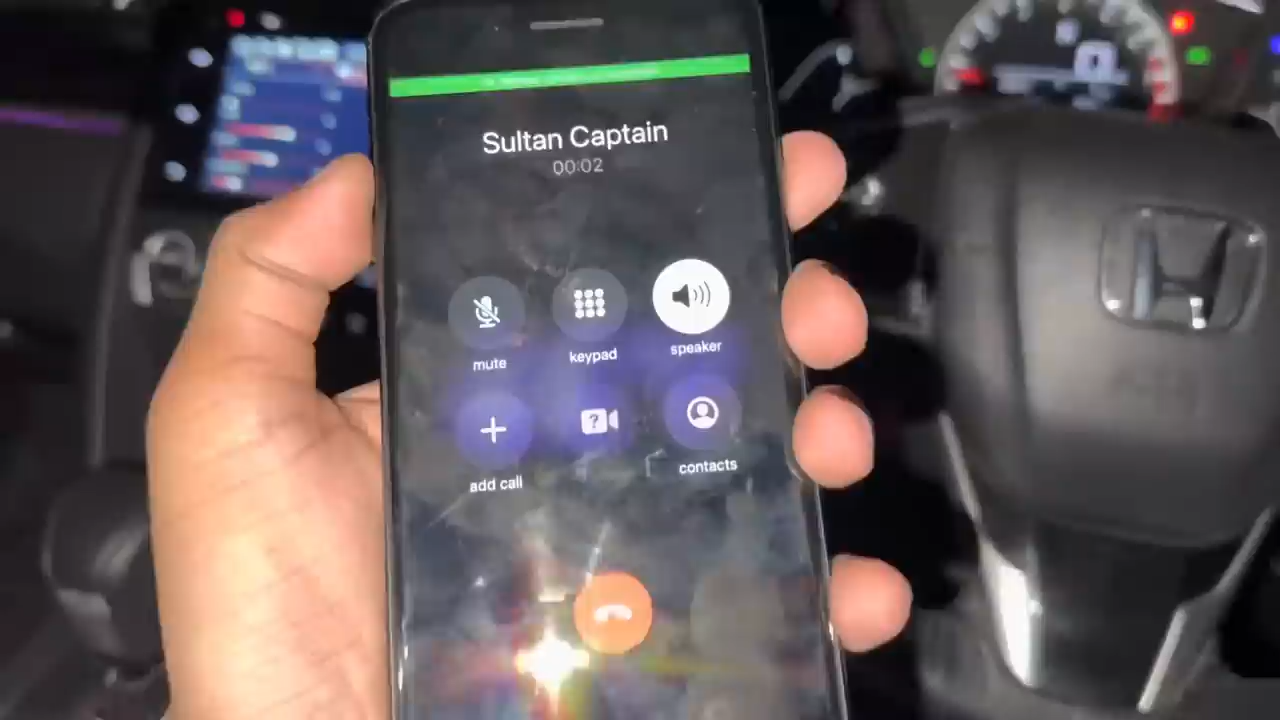 Sultan Captain
00:02
mute
keypad
speaker
add call
contacts